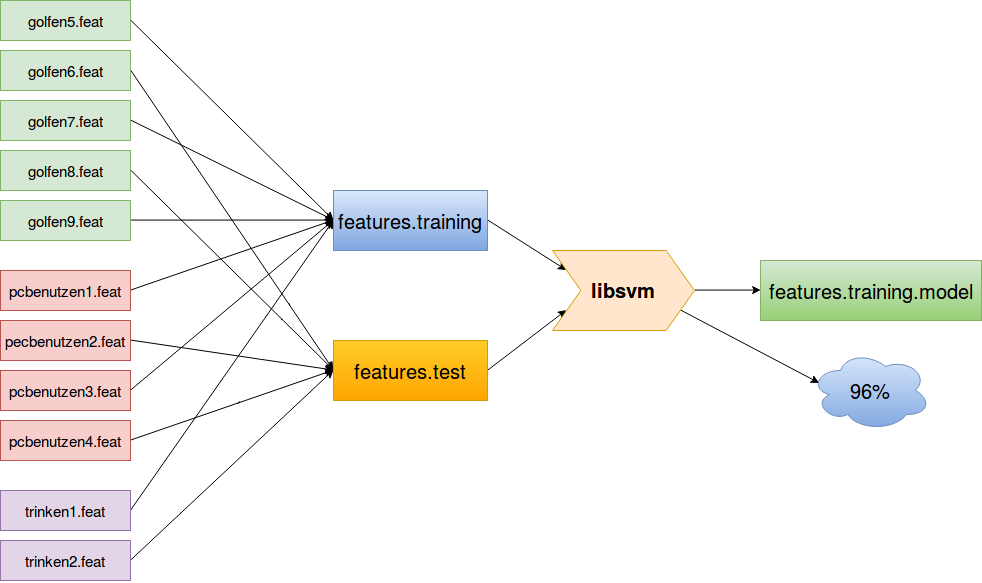 golfen5.feat
golfen6.feat
golfen7.feat
golfen8.feat
golfen9.feat
pcbenutzen1.feat
pecbenutzen2.feat
pcbenutzen3.feat
pcbenutzen4.feat
trinken1.feat
trinken2.feat
features.training
features.test
libsvm
features.training.model
96%